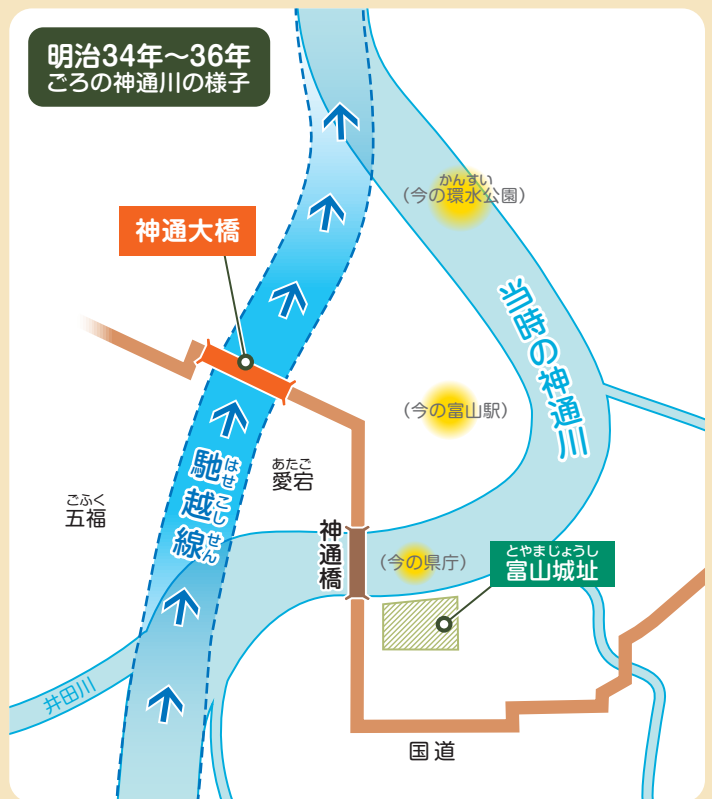 明治34年〜36年
ごろの神通川の様子
かんすい
(今の環水公園)
神通大橋
当時の神通川
(今の富山駅)
はせこしせん
馳越線
あたご
愛宕
ごふく
五福
神通橋
(今の県庁)
とやまじょうし
富山城址
井田川
国道